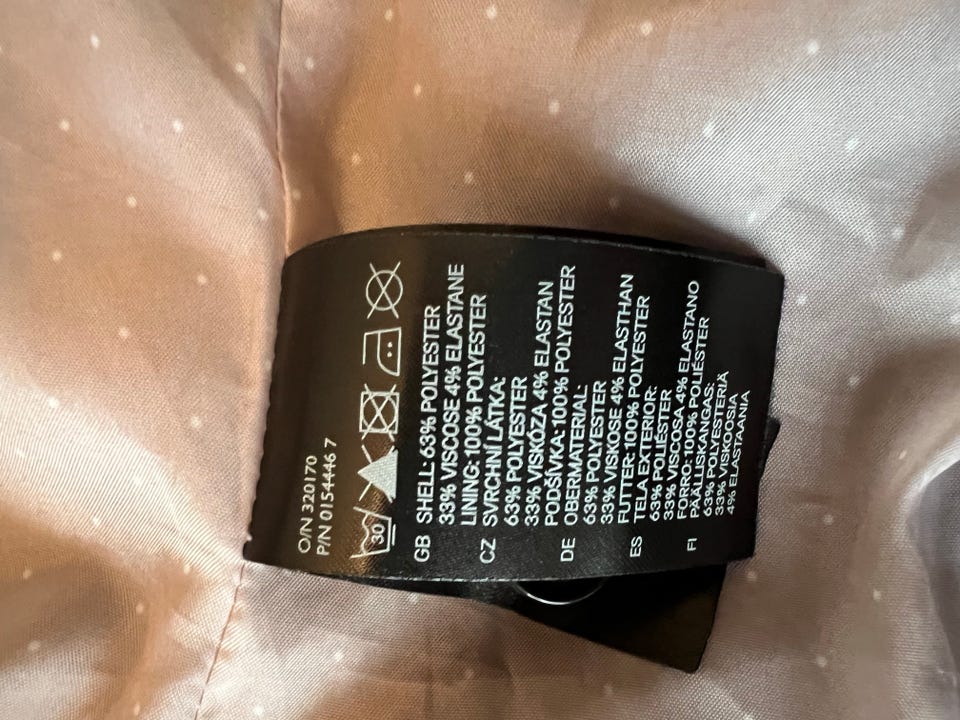 O/N 320170
P/N 0154446 7
30
GB SHELL: 63% POLYESTER
33% VISCOSE 4% ELASTANE
LINING: 100% POLYESTER
CZ SVRCHNÍ LÁTKA:
63% POLYESTER
33% VISKÓZA 4% ELASTAN
PODŠÍVKA: 100% POLYESTER
DE OBERMATERIAL:
63% POLYESTER
33% VISKOSE 4% ELASTHAN
FUTTER: 100% POLYESTER
ES TELA EXTERIOR:
63% POLIÉSTER
33% VISCOSA 4% ELASTANO
FORRO: 100% POLIÉSTER
FI PÄÄLLISKANGAS:
63% POLYESTERIÄ
33% VISKOOSIA
4% ELASTAANIA